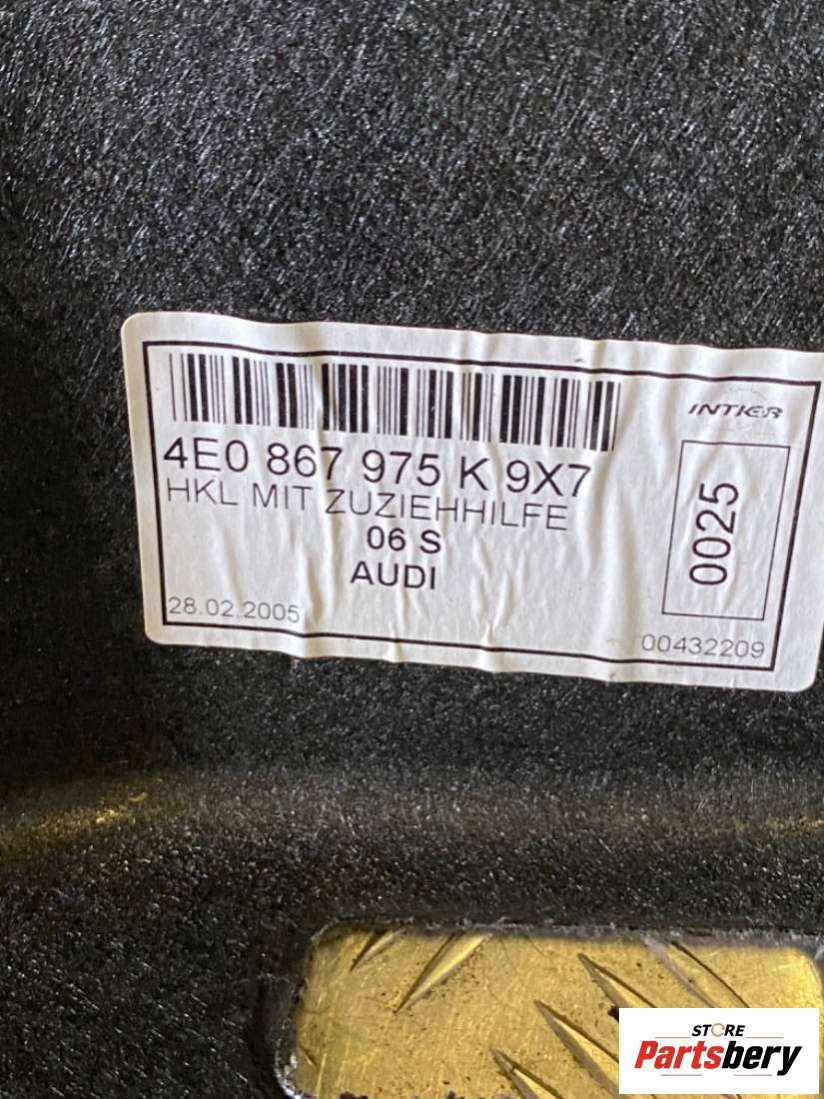 INTIER
4E0 867 975 K 9X7
HKL MIT ZUZIEHHILFE
06 S
AUDI
0025
28.02.2005
00432209
STORE
Partsbery